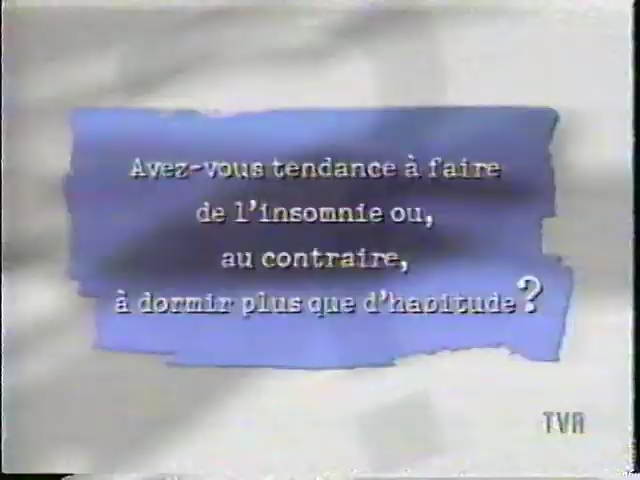 Avez-vous tendance à faire
de l'insomnie ou,
au contraire,
à dormir plus que d'habitude?
TVA